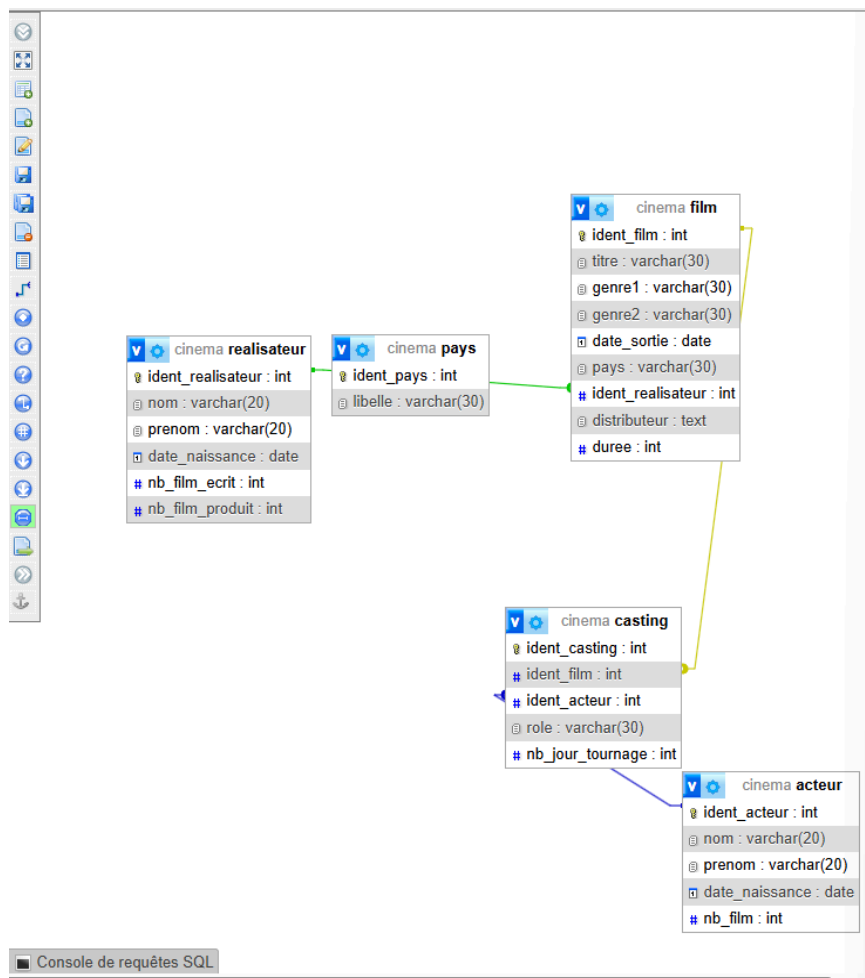 cinema film
ident_film : int
titre : varchar(30)
genre1 : varchar(30)
genre2 : varchar(30)
date_sortie : date
pays : varchar(30)
ident_realisateur : int
distributeur : text
duree : int
cinema realisateur
ident_realisateur : int
nom : varchar(20)
prenom : varchar(20)
date_naissance : date
nb_film_ecrit : int
nb_film_produit : int
cinema pays
ident_pays : int
libelle : varchar(30)
cinema casting
ident_casting : int
ident_film : int
ident_acteur : int
role : varchar(30)
nb_jour_tournage : int
cinema acteur
ident_acteur : int
nom : varchar(20)
prenom : varchar(20)
date_naissance : date
nb_film : int
Console de requêtes SQL